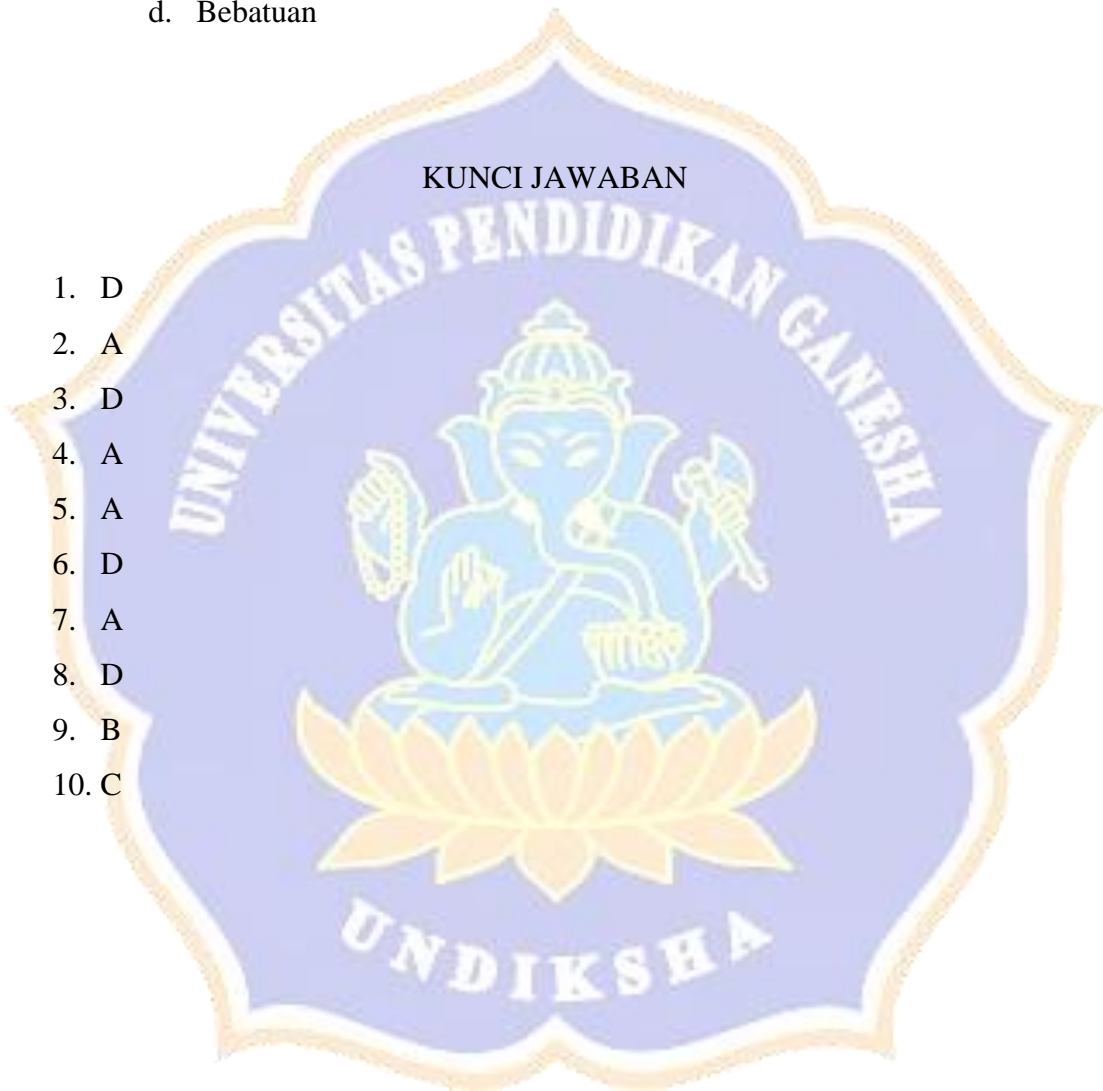 d. Bebatuan
KUNCI JAWABAN
UNIVERSITAS PENDIDIKAN GANESHA
1. D
2. A
3. D
4. A
5. A
6. D
7. A
8. D
9. B
10. C
UNDIKSHA